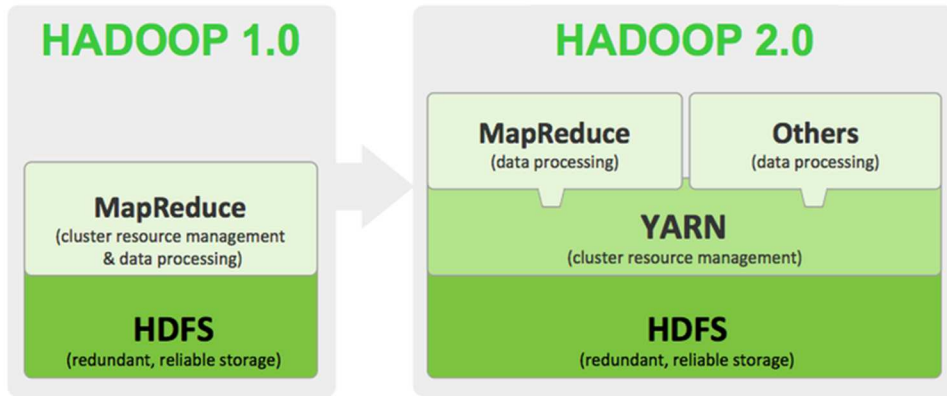 HADOOP 1.0
MapReduce
(cluster resource management
& data processing)
HDFS
(redundant, reliable storage)
HADOOP 2.0
MapReduce
(data processing)
Others
(data processing)
YARN
(cluster resource management)
HDFS
(redundant, reliable storage)